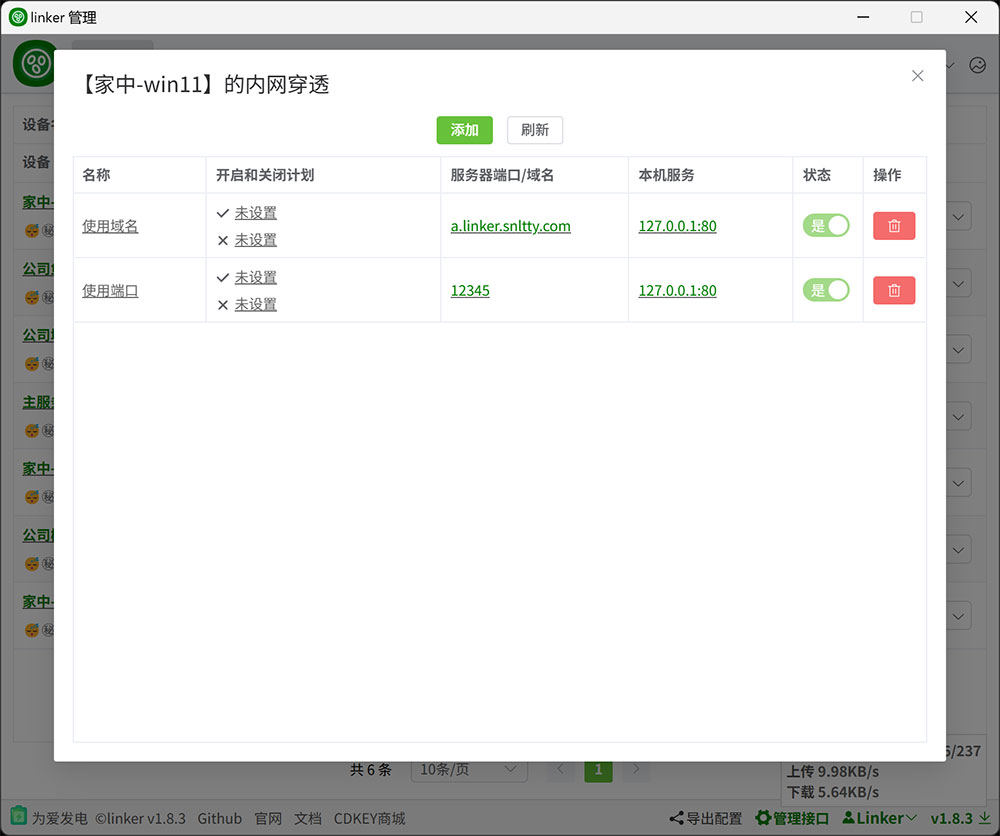 linker 管理
【家中-win11】的内网穿透
添加 刷新
名称 开启和关闭计划 服务器端口/域名 本机服务 状态 操作
使用域名 未设置 未设置 a.linker.snltty.com 127.0.0.1:80 是
使用端口 未设置 未设置 12345 127.0.0.1:80 是
设备
设备
家中-
公司
公司
主服
家中-
公司
家中-
共 6 条 10条/页 1
/237
上传 9.98KB/s
下载 5.64KB/s
为爱发电 ©linker v1.8.3 Github 官网 文档 CDKEY商城 导出配置 管理接口 Linker v1.8.3